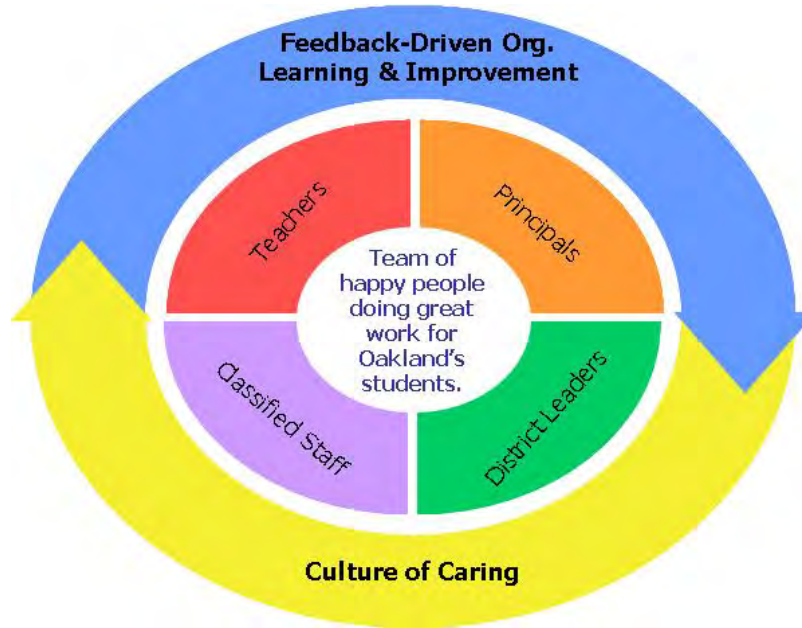 Feedback-Driven Org.
Learning & Improvement
Teachers
Principals
Team of
happy people
doing great
work for
Oakland's
students.
Classified Staff
District Leaders
Culture of Caring